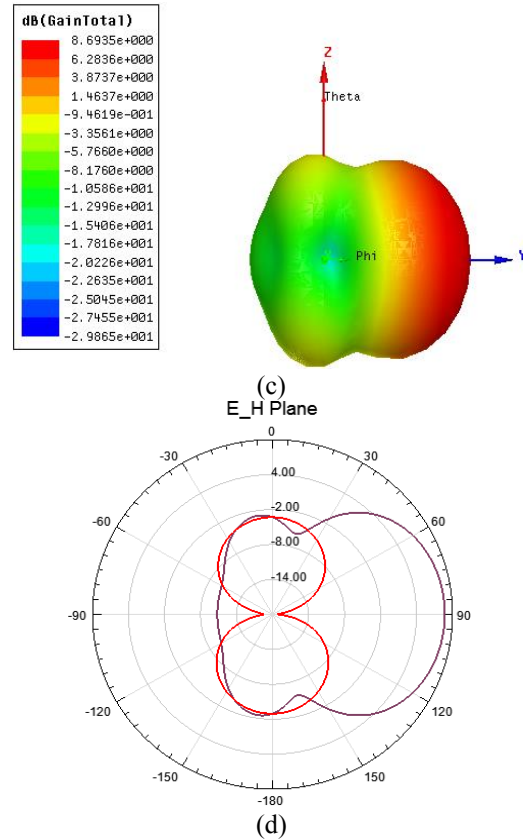 dB(GainTotal)
8.6935e+000
6.2836e+000
3.8737e+000
1.4637e+000
-9.4619e-001
-3.3561e+000
-5.7660e+000
-8.1760e+000
-1.0586e+001
-1.2996e+001
-1.5406e+001
-1.7816e+001
-2.0226e+001
-2.2635e+001
-2.5045e+001
-2.7455e+001
-2.9865e+001
Z
Theta
Phi
Y
(c)
E_H Plane
0
-30 30
4.00
-60 60
-2.00
-8.00
-14.00
-90 90
-120 120
-150 150
-180
(d)